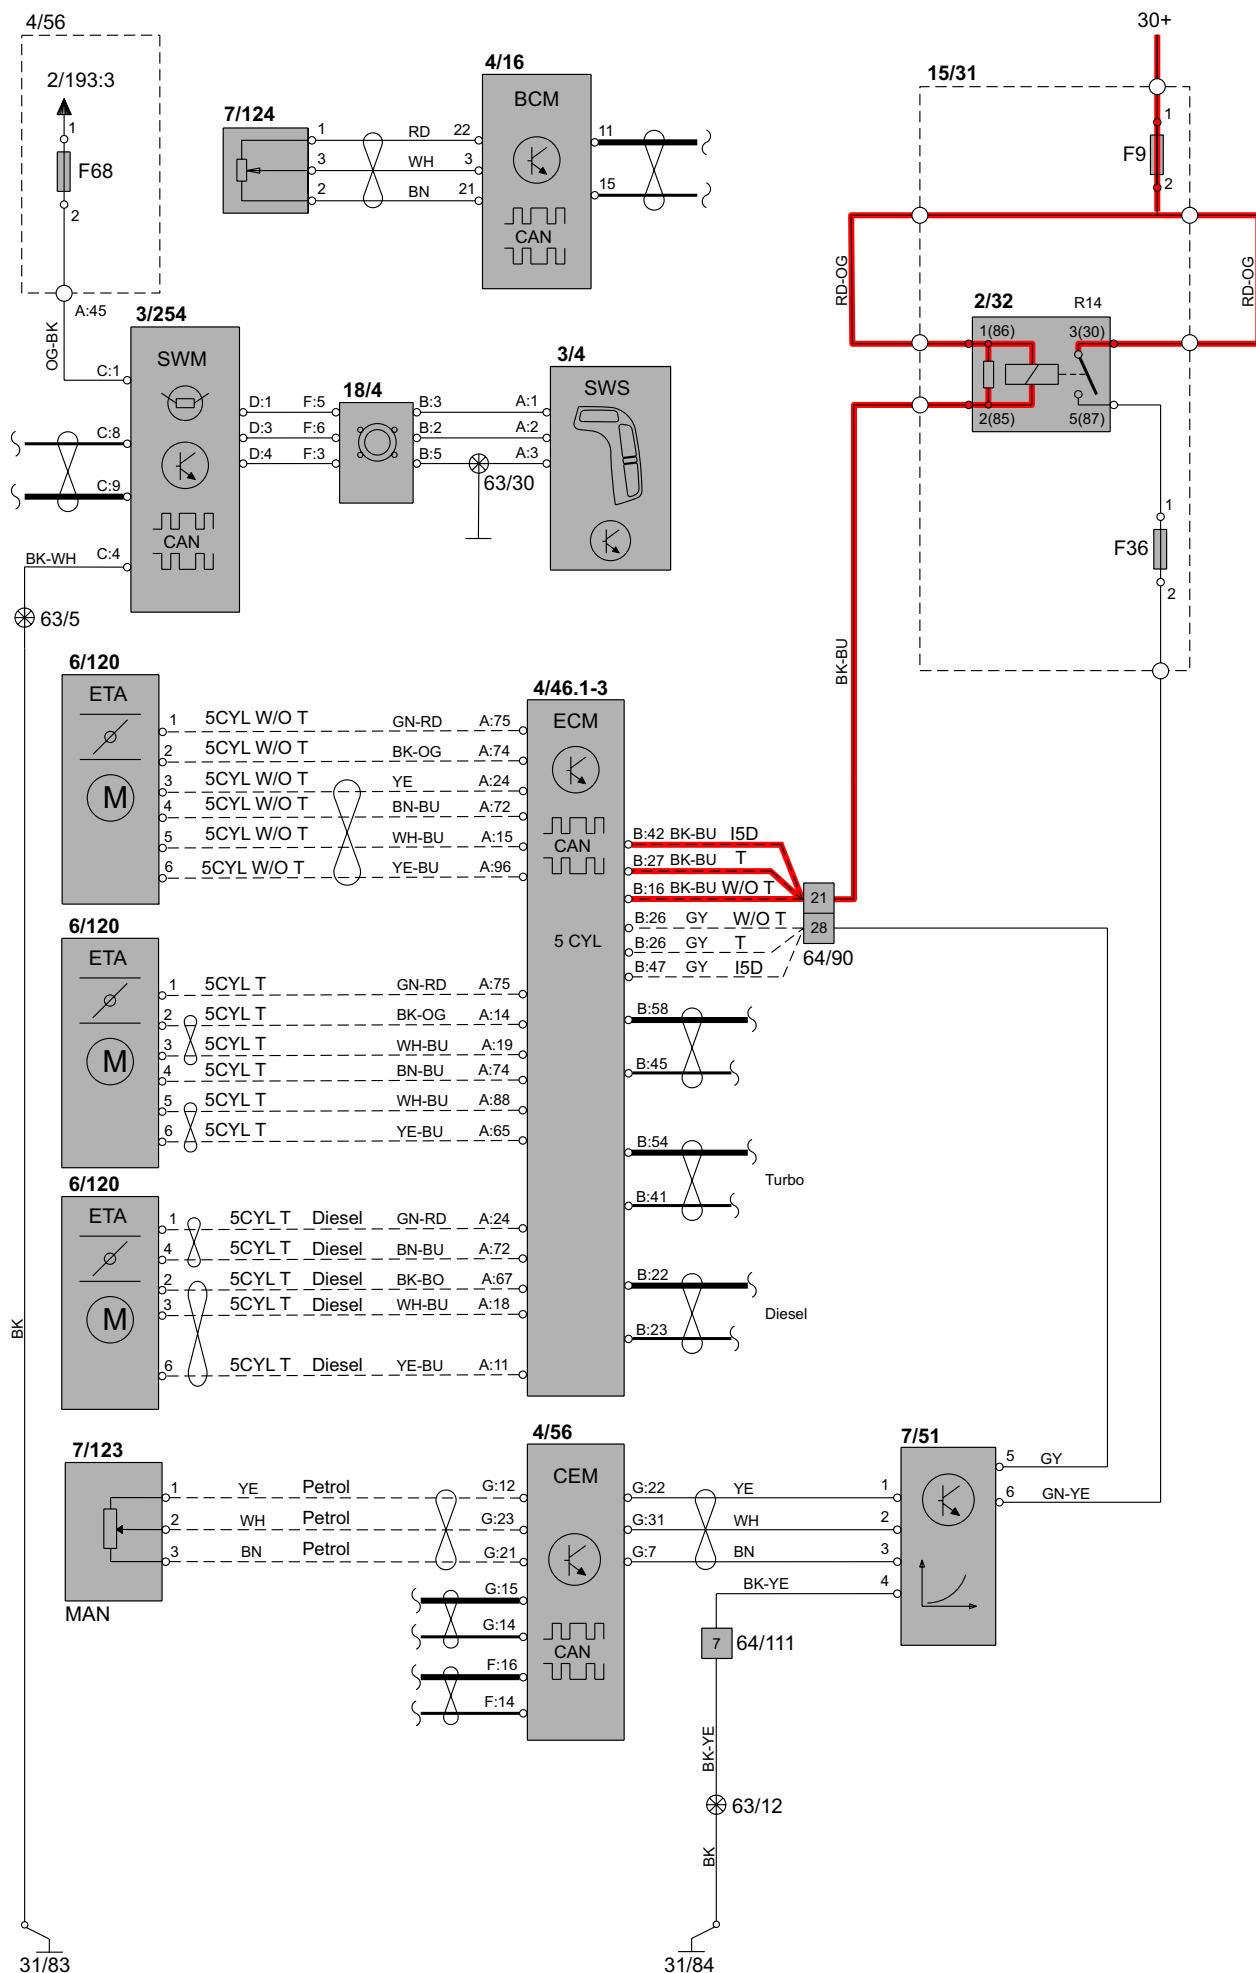 4/56
2/193:3
1
F68
2
A:45
OG-BK
7/124
1 RD 22
3 WH 3
2 BN 21
4/16
BCM
CAN
11
15
30+
15/31
1
F9
2
RD-OG
RD-OG
2/32
R14
1(86)
3(30)
2(85)
5(87)
1
F36
2
3/254
SWM
CAN
C:1
C:8
C:9
C:4
BK-WH
63/5
D:1 F:5
D:3 F:6
D:4 F:3
18/4
B:3 A:1
B:2 A:2
B:5 A:3
63/30
3/4
SWS
BK-BU
6/120
ETA
M
1 5CYL W/O T GN-RD A:75
2 5CYL W/O T BK-OG A:74
3 5CYL W/O T YE A:24
4 5CYL W/O T BN-BU A:72
5 5CYL W/O T WH-BU A:15
6 5CYL W/O T YE-BU A:96
4/46.1-3
ECM
CAN
5 CYL
B:42 BK-BU I5D
B:27 BK-BU T
B:16 BK-BU W/O T
21
B:26 GY W/O T
28
B:26 GY T
64/90
B:47 GY I5D
6/120
ETA
M
1 5CYL T GN-RD A:75
2 5CYL T BK-OG A:14
3 5CYL T WH-BU A:19
4 5CYL T BN-BU A:74
5 5CYL T WH-BU A:88
6 5CYL T YE-BU A:65
B:58
B:45
B:54
Turbo
B:41
6/120
ETA
M
1 5CYL T Diesel GN-RD A:24
4 5CYL T Diesel BN-BU A:72
2 5CYL T Diesel BK-BO A:67
3 5CYL T Diesel WH-BU A:18
6 5CYL T Diesel YE-BU A:11
B:22
Diesel
B:23
BK
7/123
1 YE Petrol G:12
2 WH Petrol G:23
3 BN Petrol G:21
MAN
G:15
G:14
F:16
F:14
4/56
CEM
CAN
G:22 YE 1
G:31 WH 2
G:7 BN 3
BK-YE 4
7/51
5 GY
6 GN-YE
7 64/111
BK-YE
63/12
BK
31/83
31/84